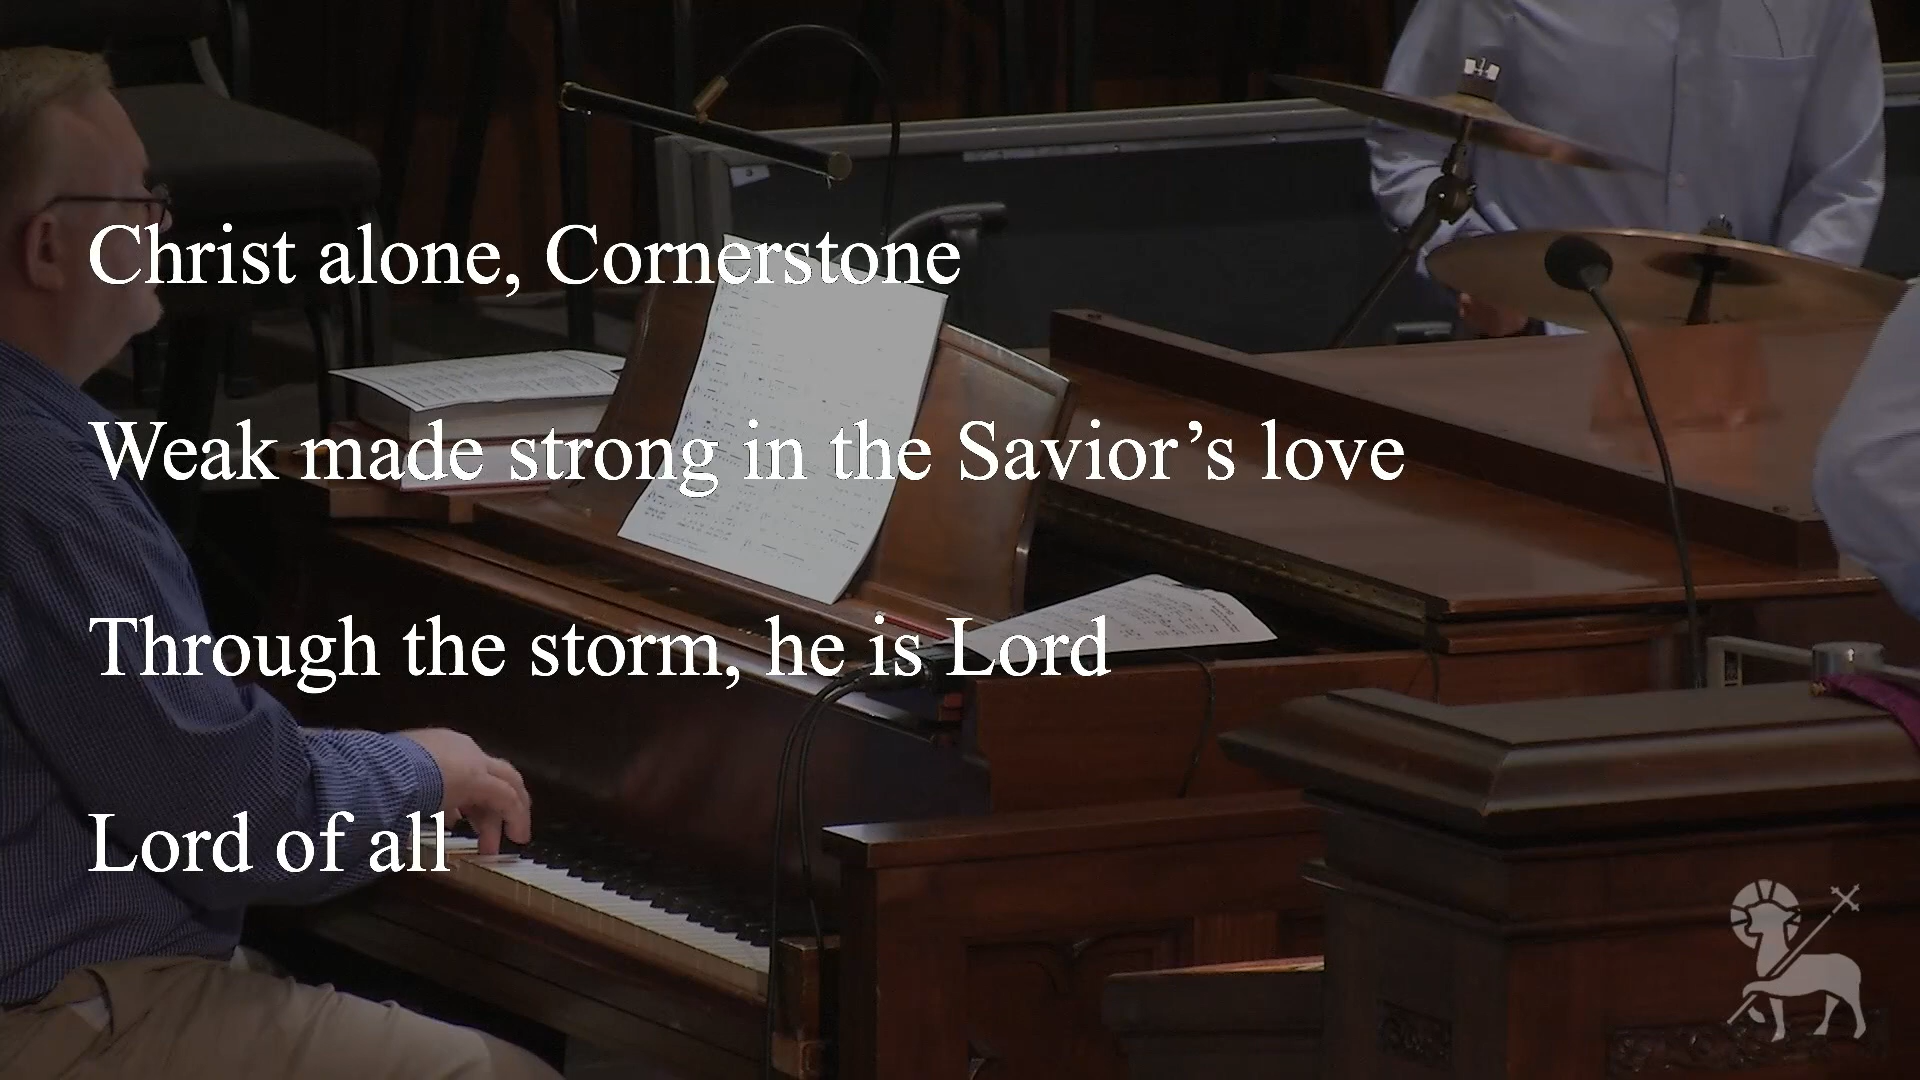 Christ alone, Cornerstone
Weak made strong in the Savior’s love
Through the storm, he is Lord
Lord of all